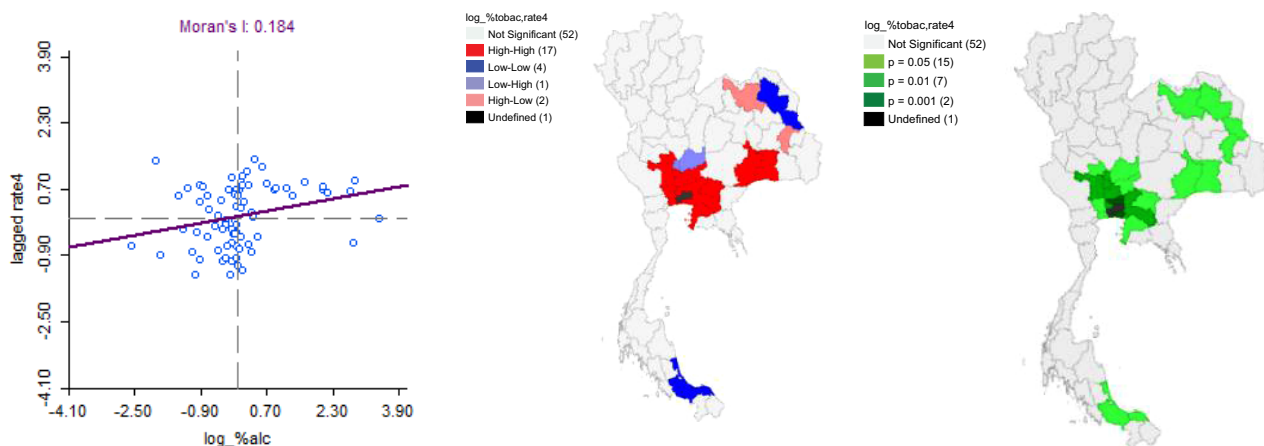 Moran's I: 0.184
3.90
2.30
0.70
-0.90
-2.50
-4.10
lagged rate4
-4.10 -2.50 -0.90 0.70 2.30 3.90
log_%alc
log_%tobac,rate4
Not Significant (52)
High-High (17)
Low-Low (4)
Low-High (1)
High-Low (2)
Undefined (1)
log_%tobac,rate4
Not Significant (52)
p = 0.05 (15)
p = 0.01 (7)
p = 0.001 (2)
Undefined (1)